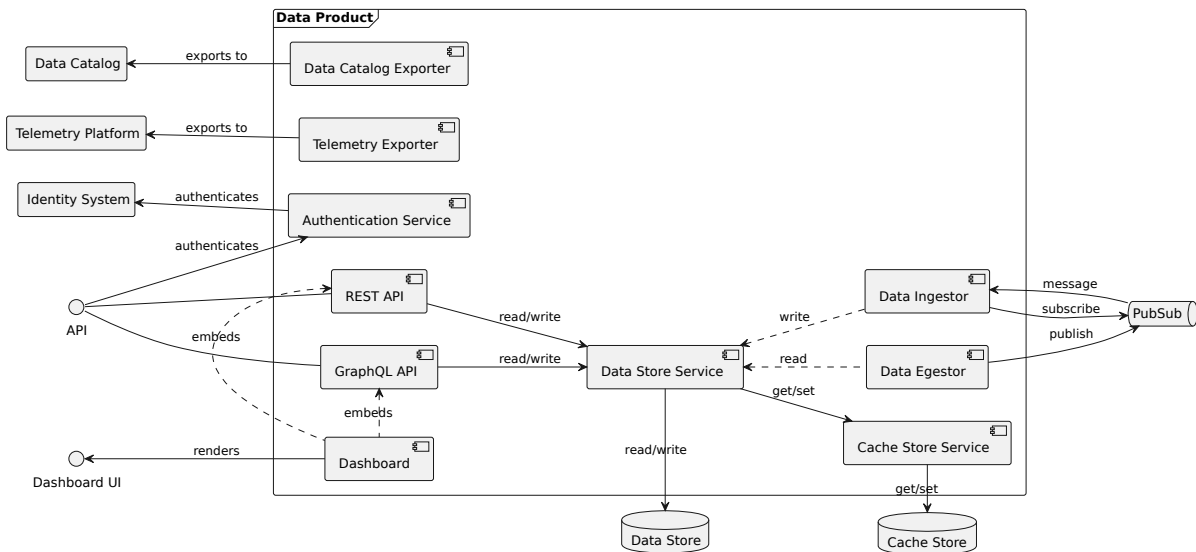 Data Product
Data Catalog
exports to
Data Catalog Exporter
Telemetry Platform
exports to
Telemetry Exporter
Identity System
authenticates
Authentication Service
authenticates
API
REST API
embeds
read/write
GraphQL API
read/write
embeds
Dashboard
renders
Dashboard UI
Data Store Service
write
read
Data Ingestor
message
subscribe
PubSub
publish
Data Egestor
get/set
Cache Store Service
read/write
get/set
Data Store
Cache Store